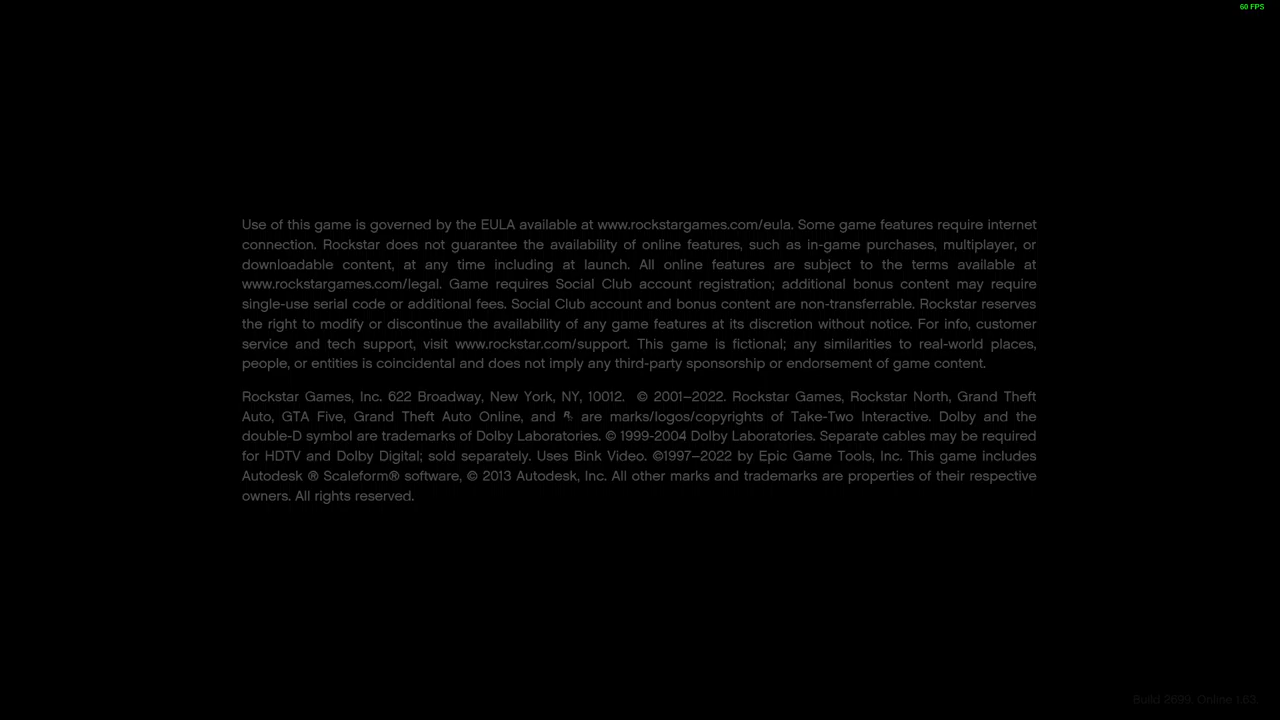 60 FPS
Use of this game is governed by the EULA available at www.rockstargames.com/eula. Some game features require internet
connection. Rockstar does not guarantee the availability of online features, such as in-game purchases, multiplayer, or
downloadable content, at any time including at launch. All online features are subject to the terms available at
www.rockstargames.com/legal. Game requires Social Club account registration; additional bonus content may require
single-use serial code or additional fees. Social Club account and bonus content are non-transferrable. Rockstar reserves
the right to modify or discontinue the availability of any game features at its discretion without notice. For info, customer
service and tech support, visit www.rockstar.com/support. This game is fictional; any similarities to real-world places,
people, or entities is coincidental and does not imply any third-party sponsorship or endorsement of game content.
Rockstar Games, Inc. 622 Broadway, New York, NY, 10012. © 2001–2022. Rockstar Games, Rockstar North, Grand Theft
Auto, GTA Five, Grand Theft Auto Online, and are marks/logos/copyrights of Take-Two Interactive. Dolby and the
double-D symbol are trademarks of Dolby Laboratories. © 1999-2004 Dolby Laboratories. Separate cables may be required
for HDTV and Dolby Digital; sold separately. Uses Bink Video. ©1997–2022 by Epic Game Tools, Inc. This game includes
Autodesk ® Scaleform® software, © 2013 Autodesk, Inc. All other marks and trademarks are properties of their respective
owners. All rights reserved.
Build 2699, Online 1.63.